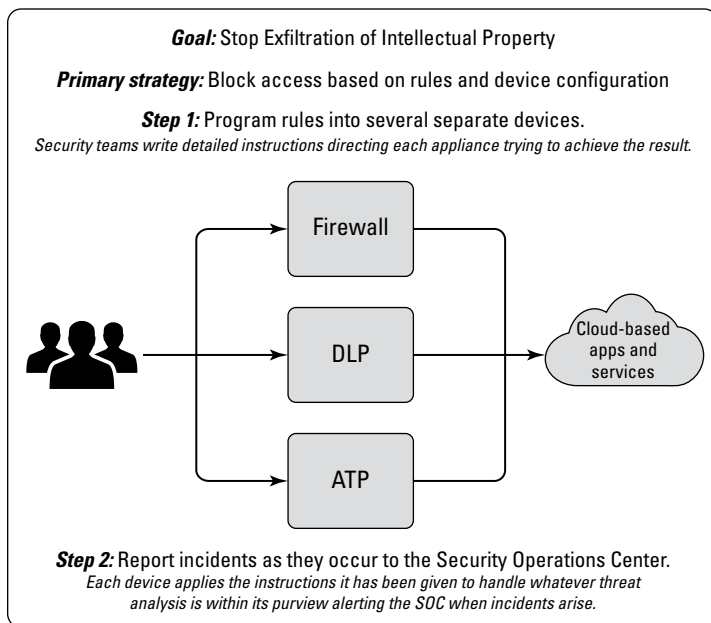 Goal: Stop Exfiltration of Intellectual Property
Primary strategy: Block access based on rules and device configuration
Step 1: Program rules into several separate devices.
Security teams write detailed instructions directing each appliance trying to achieve the result.
Firewall
DLP
ATP
Cloud-based
apps and
services
Step 2: Report incidents as they occur to the Security Operations Center.
Each device applies the instructions it has been given to handle whatever threat
analysis is within its purview alerting the SOC when incidents arise.